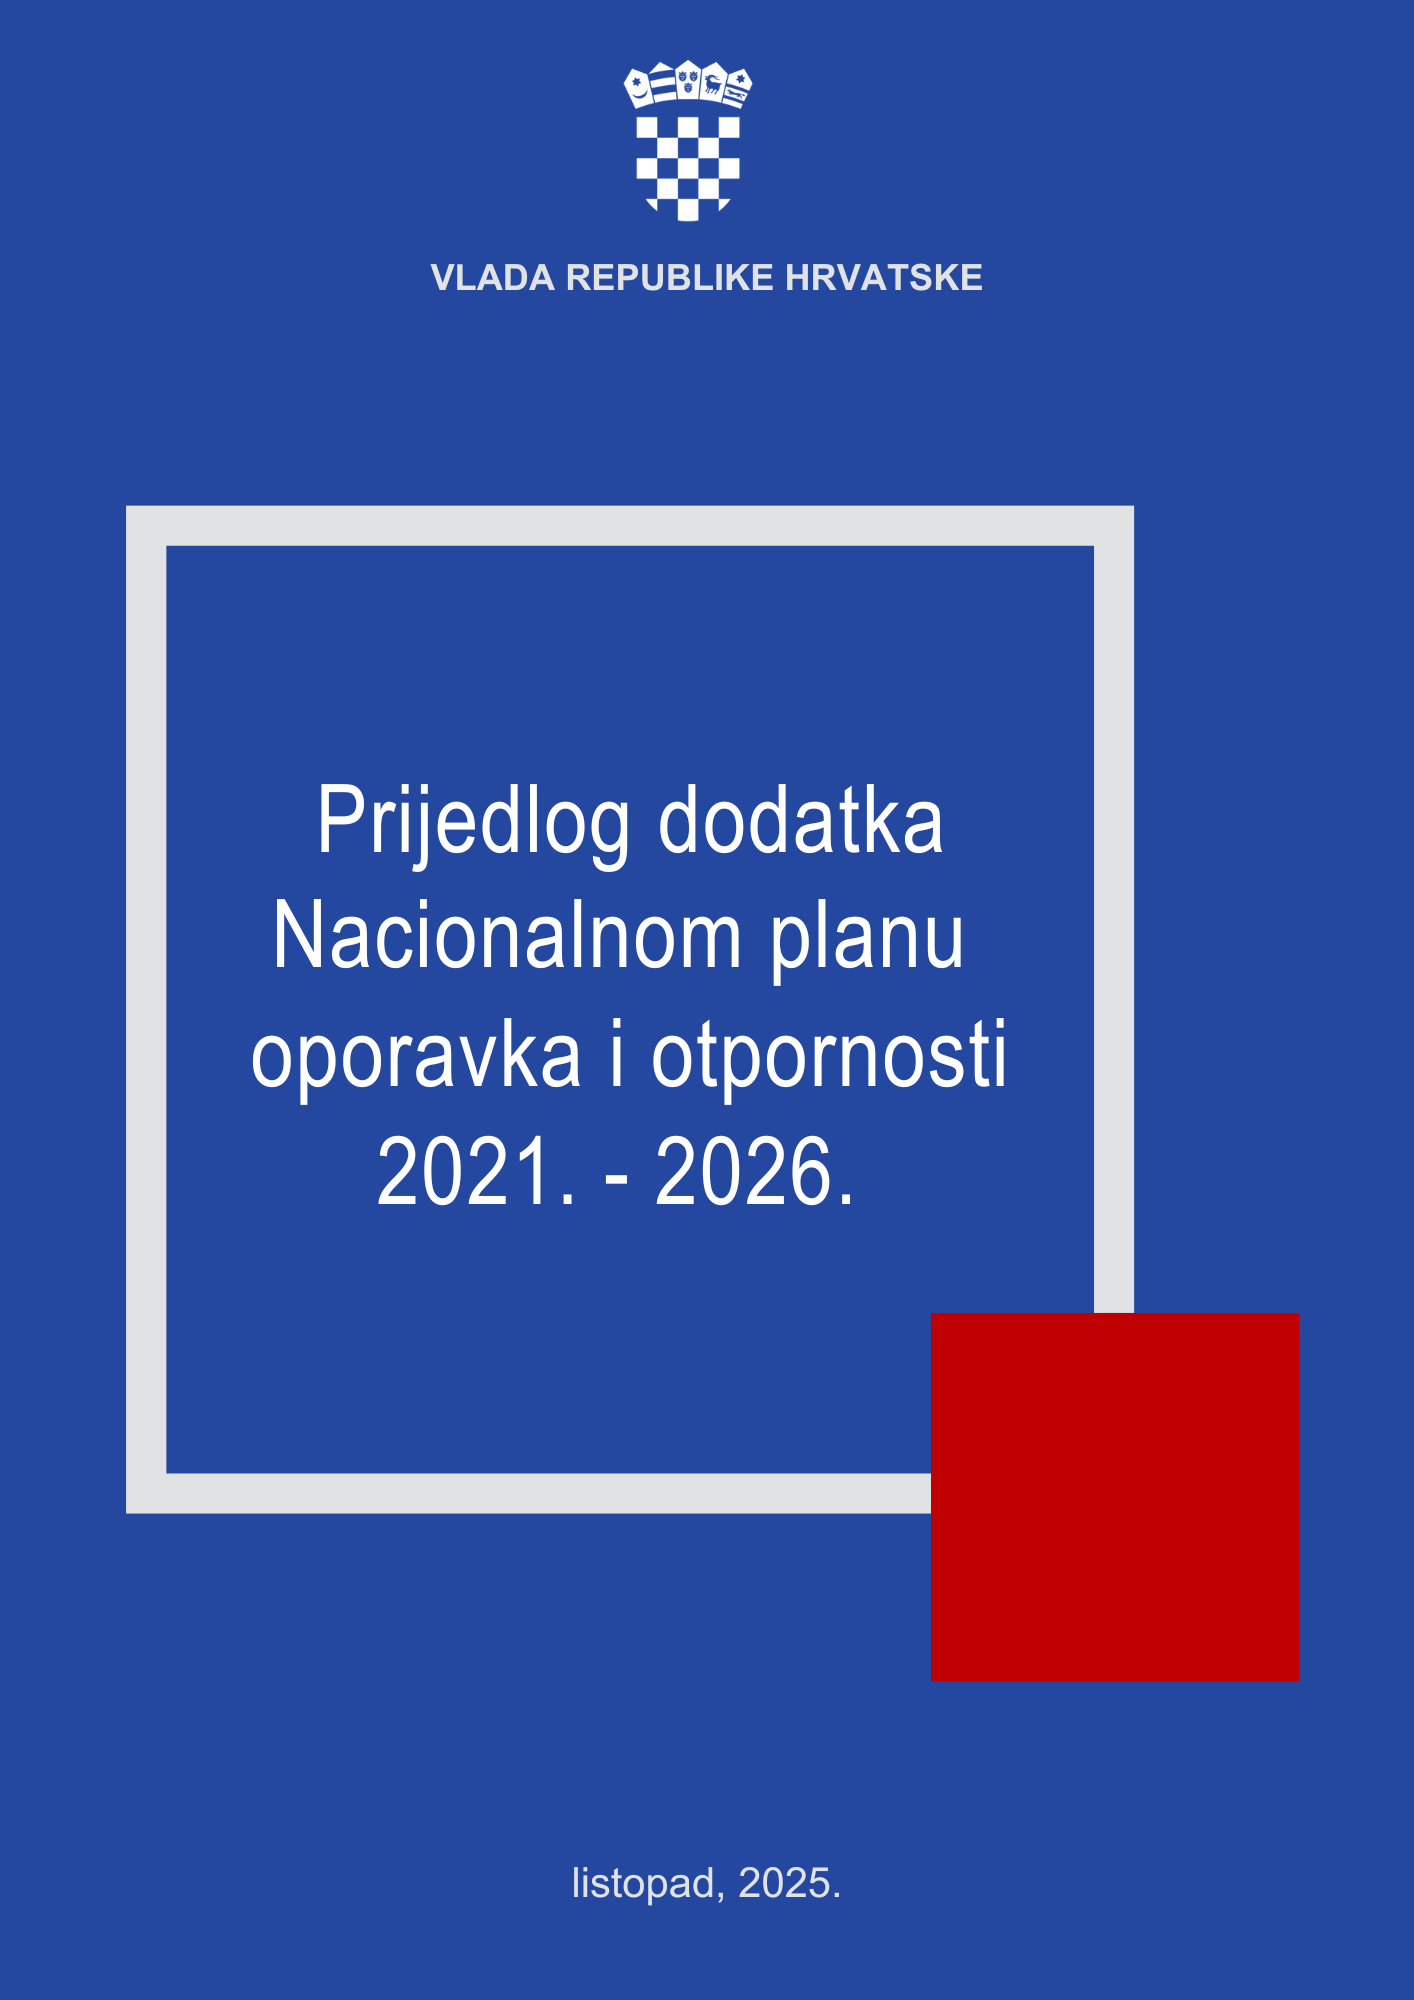 VLADA REPUBLIKE HRVATSKE
Prijedlog dodatka
Nacionalnom planu
oporavka i otpornosti
2021. - 2026.
listopad, 2025.